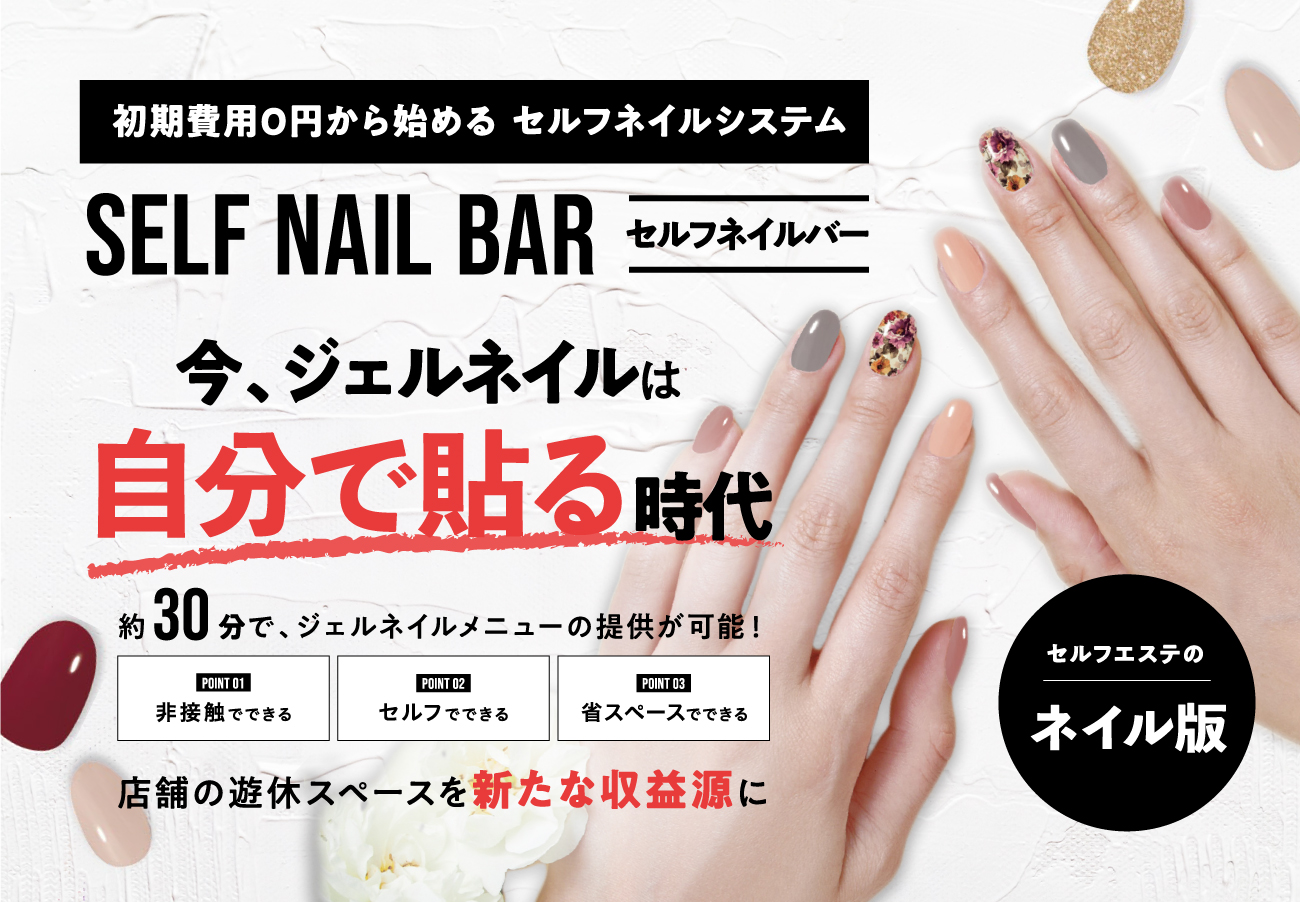 初期費用0円から始める セルフネイルシステム
SELF NAIL BAR セルフネイルバー
今、ジェルネイルは
自分で貼る時代
約30分で、ジェルネイルメニューの提供が可能！
POINT 01
非接触でできる
POINT 02
セルフでできる
POINT 03
省スペースでできる
店舗の遊休スペースを新たな収益源に
セルフエステの
ネイル版